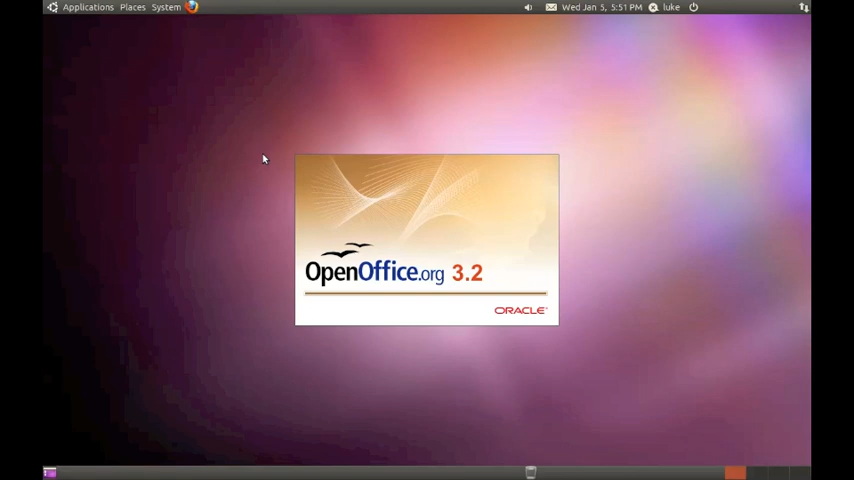 Applications Places System
Wed Jan 5, 5:51 PM luke
OpenOffice.org 3.2
ORACLE